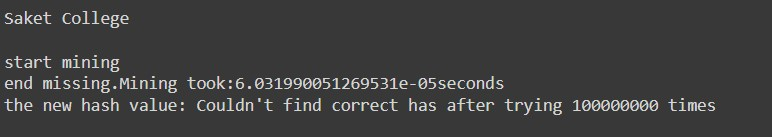 Saket College
start mining
end missing.Mining took:6.031990051269531e-05seconds
the new hash value: Couldn't find correct has after trying 100000000 times